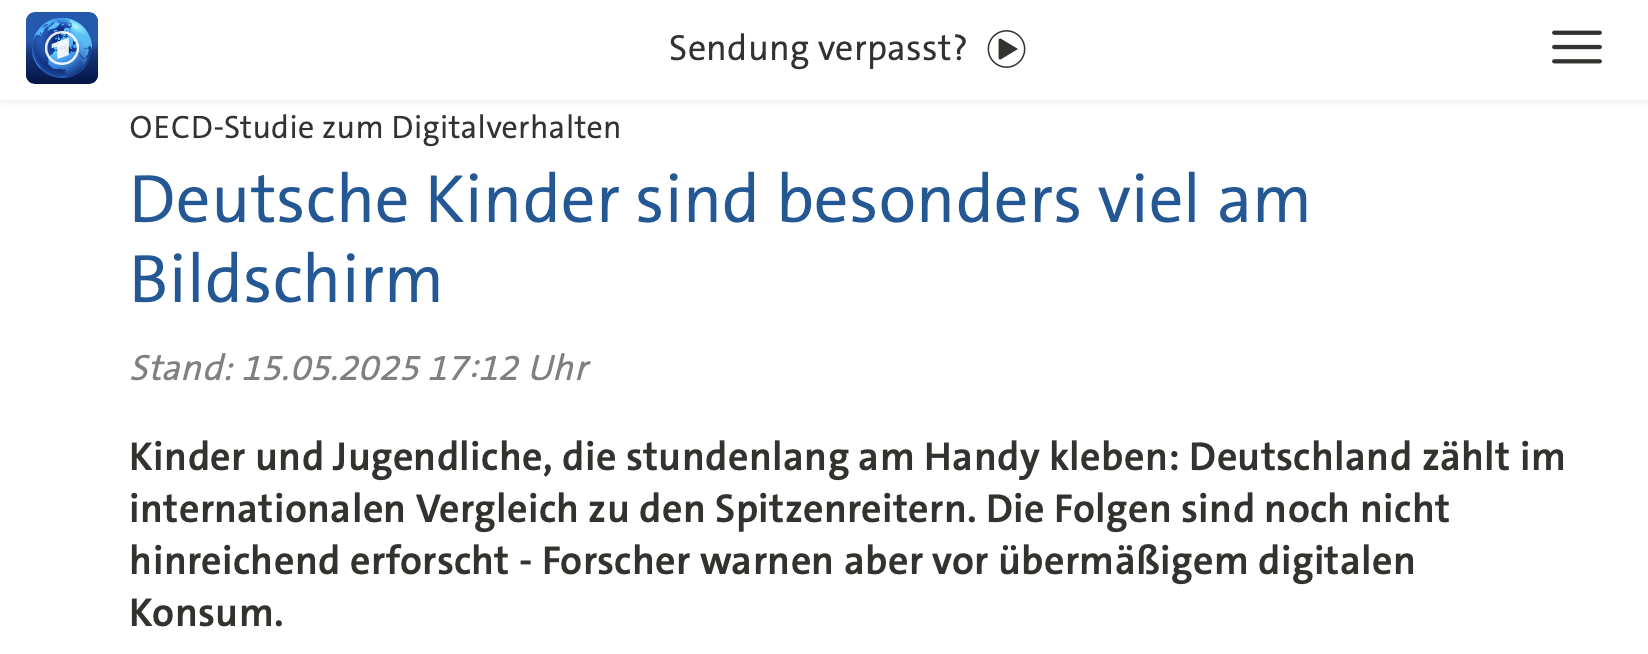 Sendung verpasst?
OECD-Studie zum Digitalverhalten
Deutsche Kinder sind besonders viel am
Bildschirm
Stand: 15.05.2025 17:12 Uhr
Kinder und Jugendliche, die stundenlang am Handy kleben: Deutschland zählt im
internationalen Vergleich zu den Spitzenreitern. Die Folgen sind noch nicht
hinreichend erforscht - Forscher warnen aber vor übermäßigem digitalen
Konsum.